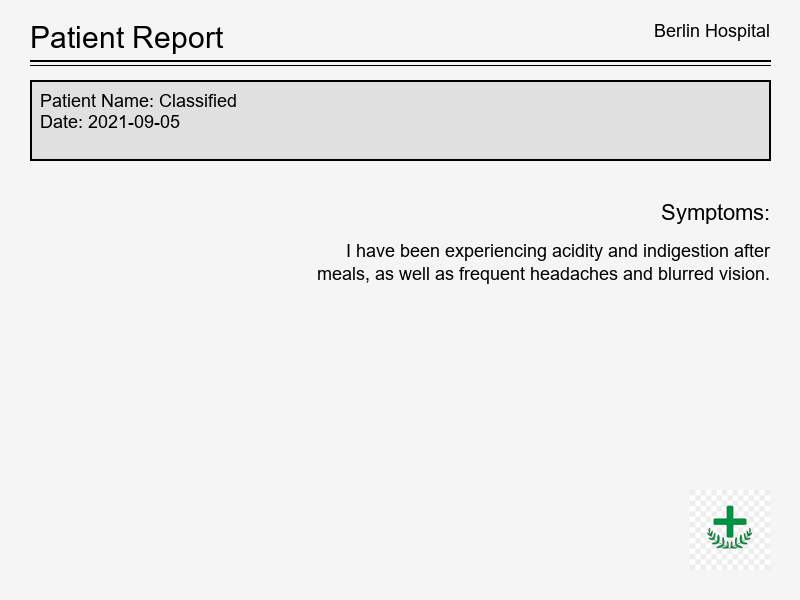 Patient Report
Berlin Hospital
Patient Name: Classified
Date: 2021-09-05
Symptoms:
I have been experiencing acidity and indigestion after
meals, as well as frequent headaches and blurred vision.